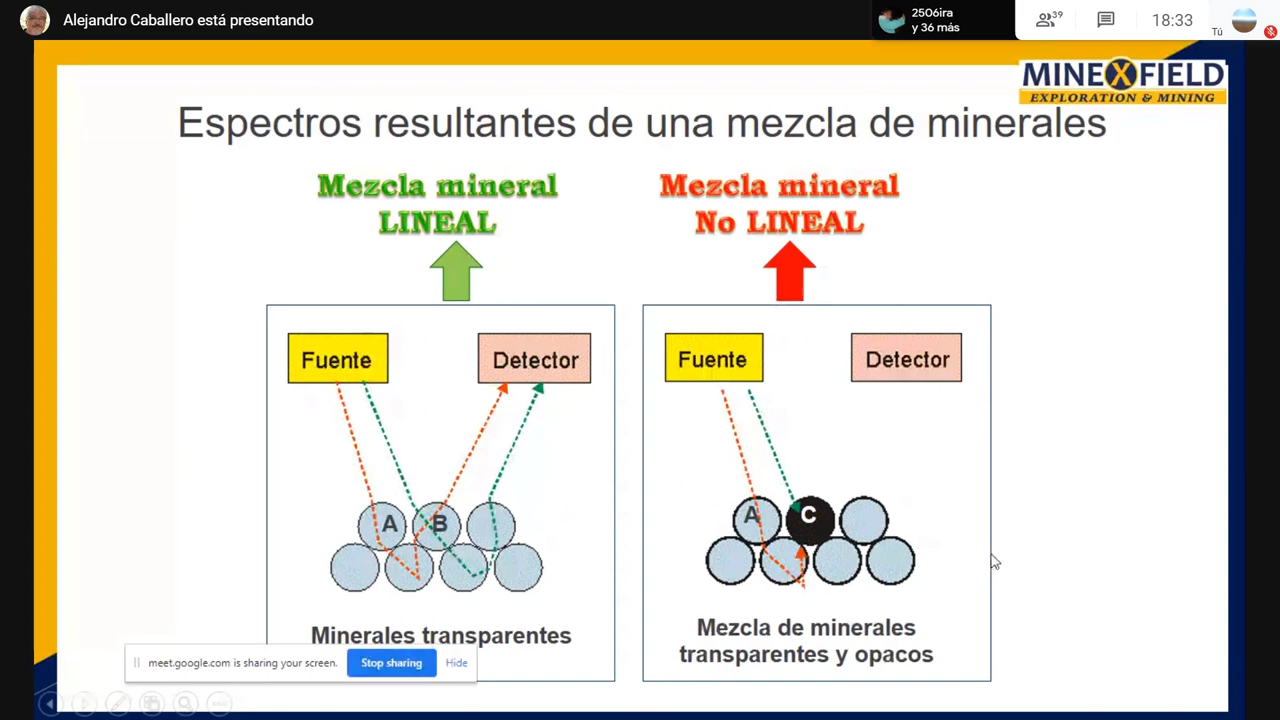 Alejandro Caballero está presentando
2506ira
y 36 más
39
18:33
Tú
MINEXFIELD
EXPLORATION & MINING
Espectros resultantes de una mezcla de minerales
Mezcla mineral
LINEAL
Mezcla mineral
No LINEAL
Fuente
Detector
A
B
Minerales transparentes
Fuente
Detector
A
C
Mezcla de minerales
transparentes y opacos
meet.google.com is sharing your screen.
Stop sharing
Hide